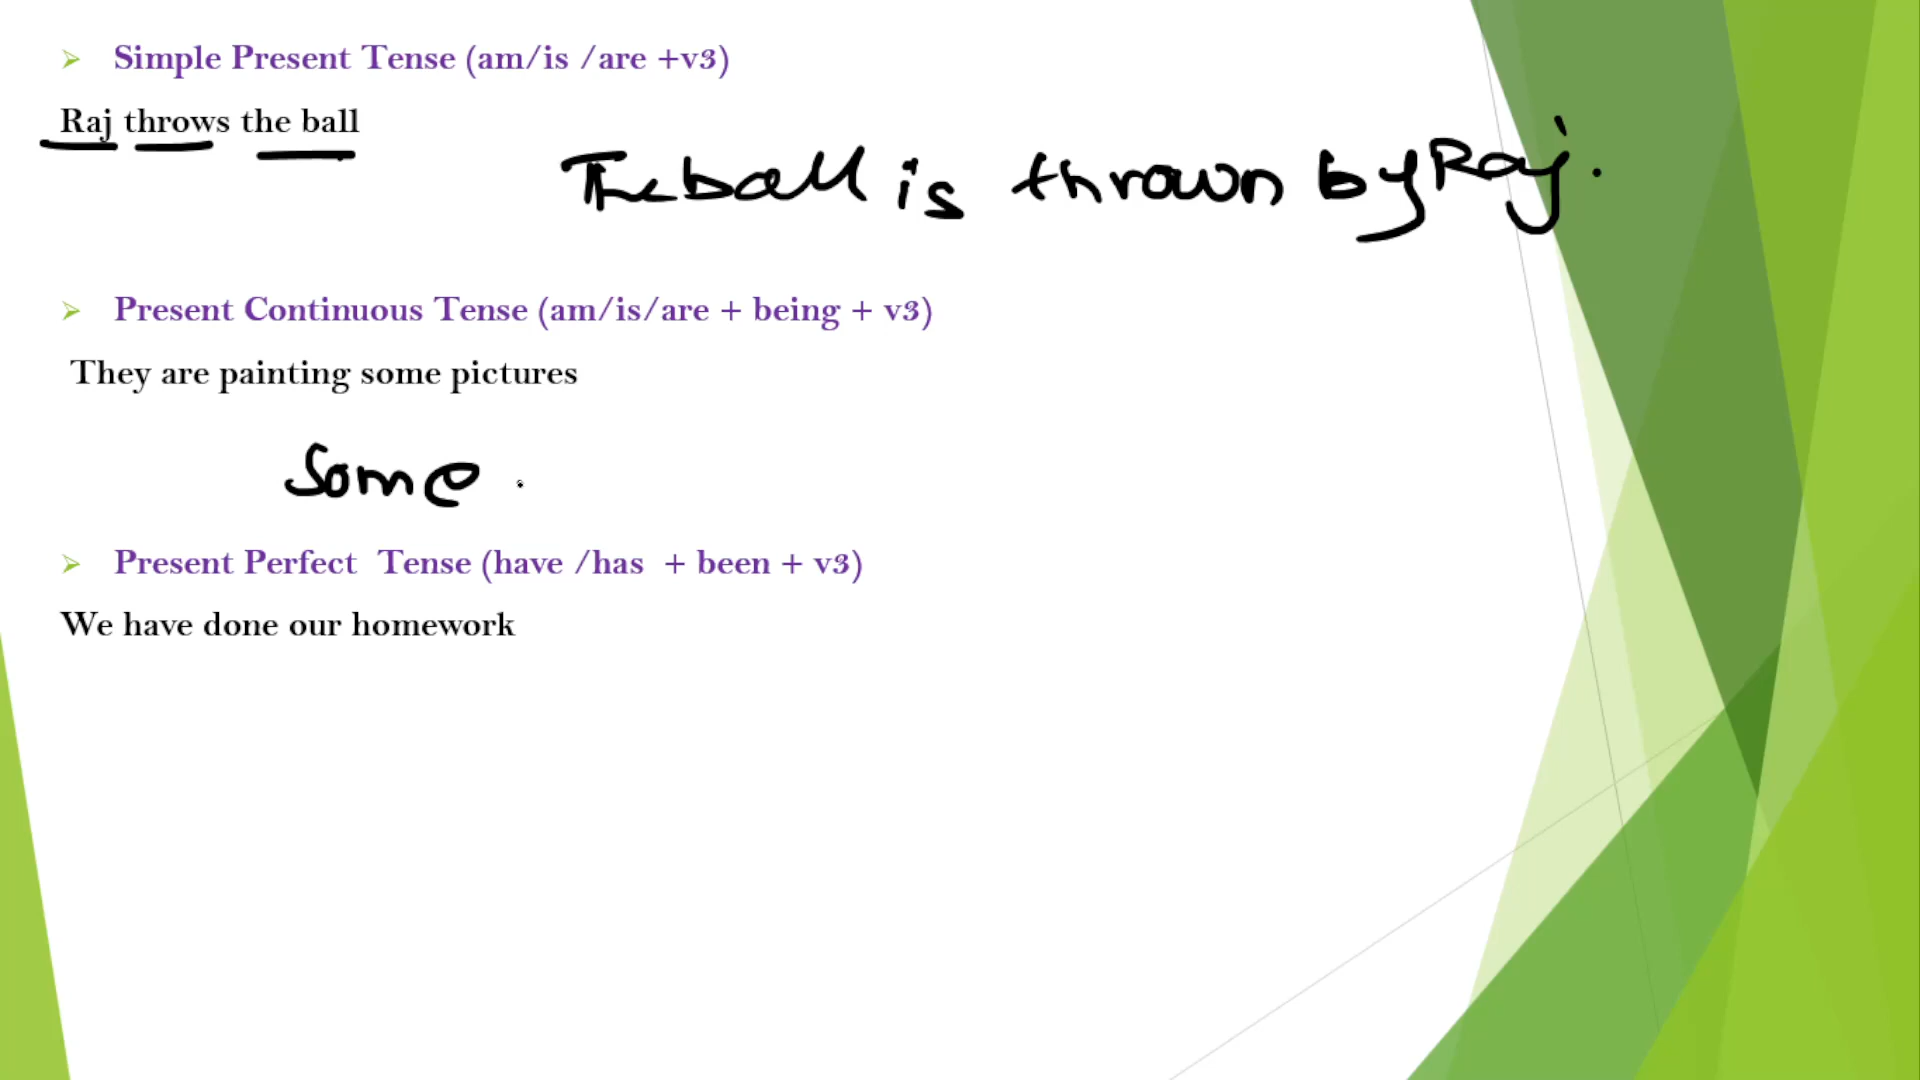 Simple Present Tense (am/is /are +v3)
Raj throws the ball
The ball is thrown by Raj.
Present Continuous Tense (am/is/are + being + v3)
They are painting some pictures
Some
Present Perfect Tense (have /has + been + v3)
We have done our homework